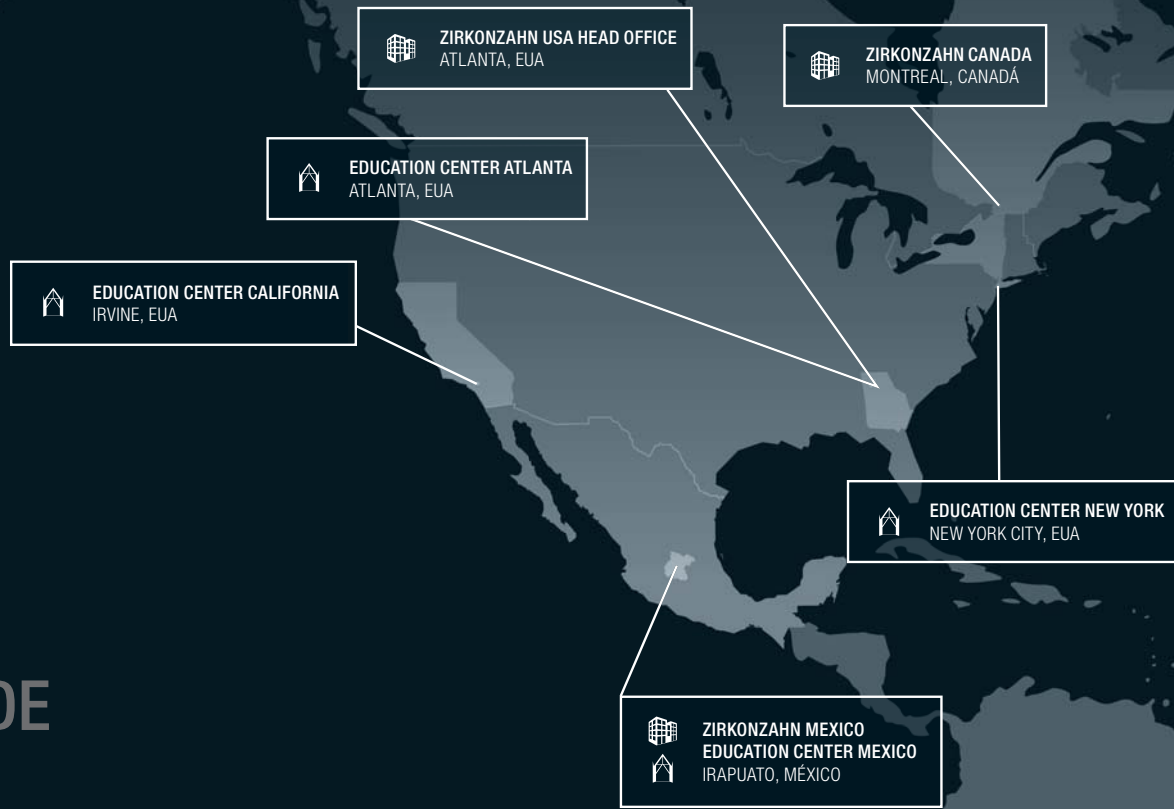 ZIRKONZAHN USA HEAD OFFICE
ATLANTA, EUA
ZIRKONZAHN CANADA
MONTREAL, CANADÁ
EDUCATION CENTER ATLANTA
ATLANTA, EUA
EDUCATION CENTER CALIFORNIA
IRVINE, EUA
EDUCATION CENTER NEW YORK
NEW YORK CITY, EUA
DE
ZIRKONZAHN MEXICO
EDUCATION CENTER MEXICO
IRAPUATO, MÉXICO